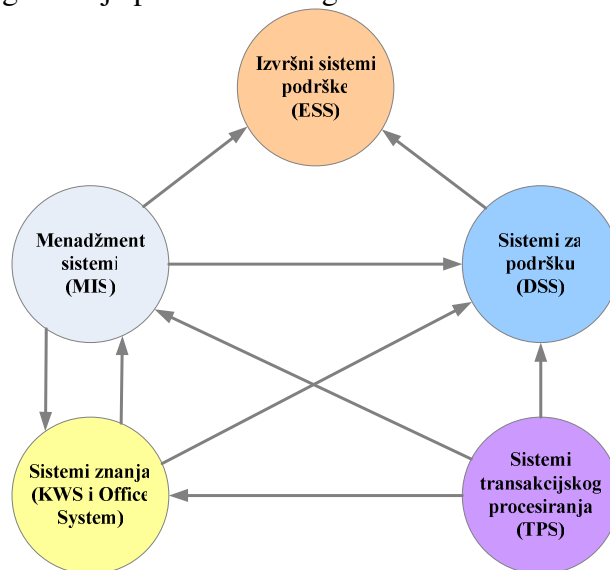 Izvršni sistemi
podrške
(ESS)
Menadžment
sistemi
(MIS)
Sistemi za
podršku
(DSS)
Sistemi znanja
(KWS i Office
System)
Sistemi
transakcijskog
procesiranja
(TPS)